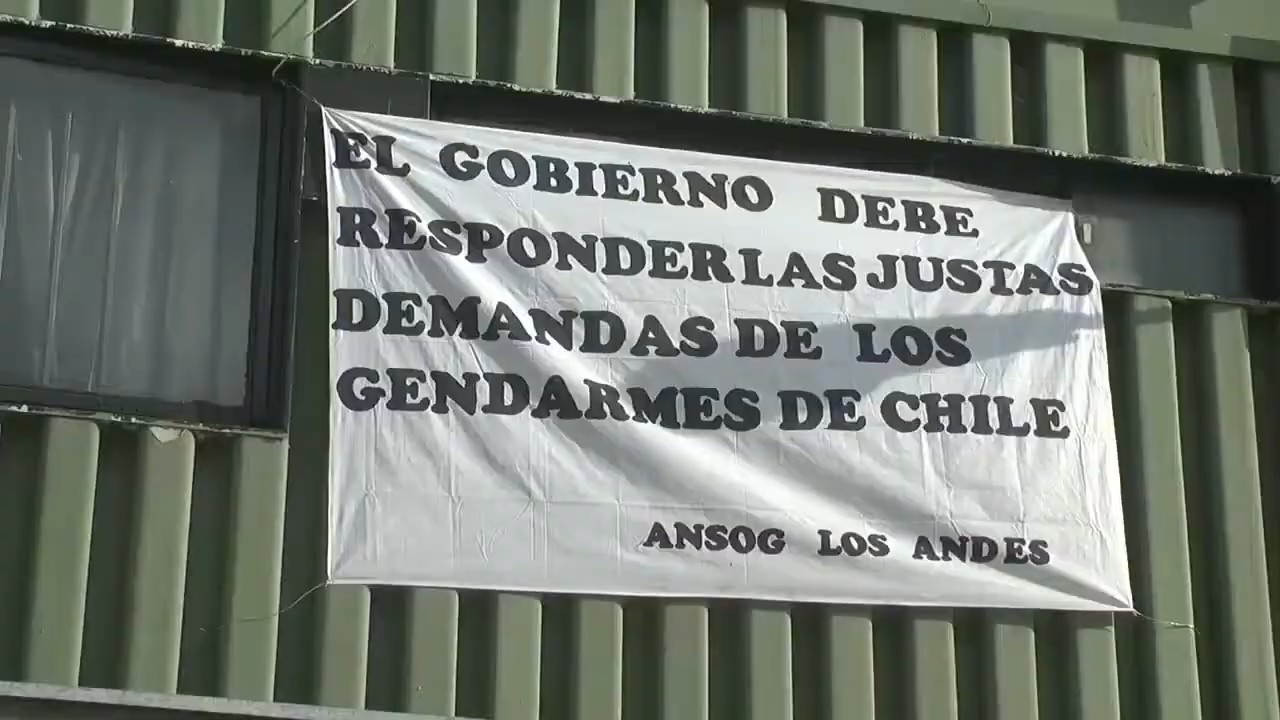 EL GOBIERNO DEBE
RESPONDER LAS JUSTAS
DEMANDAS DE LOS
GENDARMES DE CHILE
ANSOG LOS ANDES